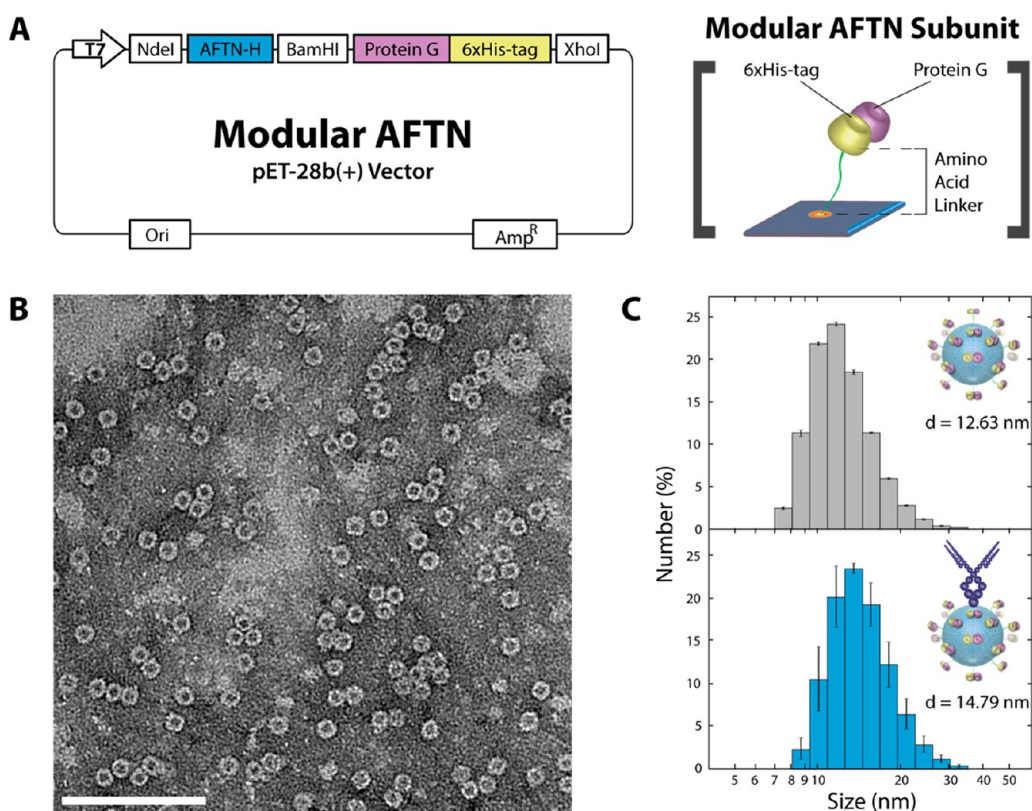 A
T7 NdeI AFTN-H BamHI Protein G 6xHis-tag XhoI
Modular AFTN
pET-28b(+) Vector
Ori AmpR
Modular AFTN Subunit
6xHis-tag Protein G
Amino
Acid
Linker
B
C
Number (%)
25
20
15
10
5
0
d = 12.63 nm
25
20
15
10
5
0
d = 14.79 nm
5 6 7 8 9 10 20 30 40 50
Size (nm)